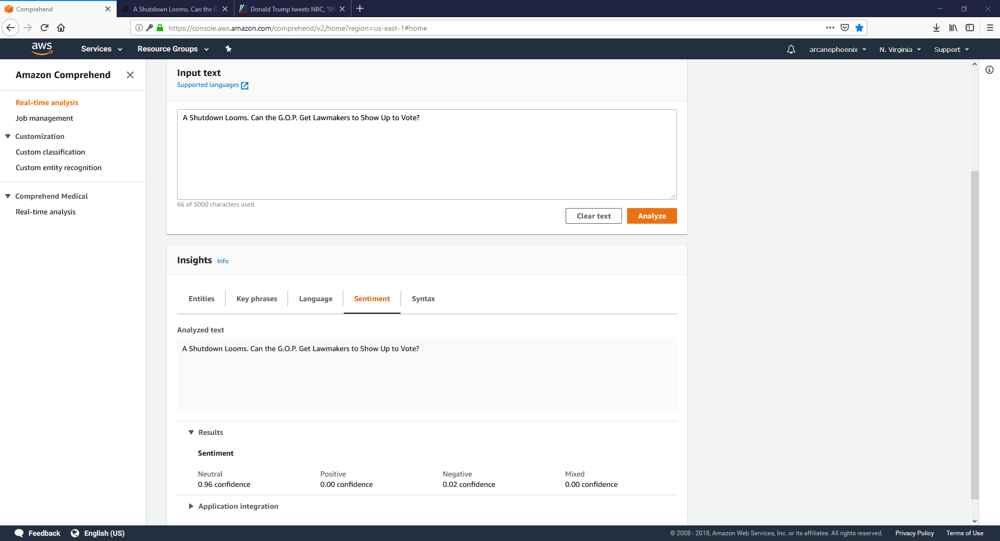 Comprehend
A Shutdown Looms. Can the G
Donald Trump tweets NBC, 'SN
https://console.aws.amazon.com/comprehend/v2/home?region=us-east-1#home
aws
Services
Resource Groups
arcanephoenix
N. Virginia
Support
Amazon Comprehend
Real-time analysis
Job management
Customization
Custom classification
Custom entity recognition
Comprehend Medical
Real-time analysis
Input text
Supported languages
A Shutdown Looms. Can the G.O.P. Get Lawmakers to Show Up to Vote?
66 of 5000 characters used.
Clear text
Analyze
Insights Info
Entities
Key phrases
Language
Sentiment
Syntax
Analyzed text
A Shutdown Looms. Can the G.O.P. Get Lawmakers to Show Up to Vote?
Results
Sentiment
Neutral
0.96 confidence
Positive
0.00 confidence
Negative
0.02 confidence
Mixed
0.00 confidence
Application integration
Feedback
English (US)
© 2008 - 2018, Amazon Web Services, Inc. or its affiliates. All rights reserved.
Privacy Policy
Terms of Use